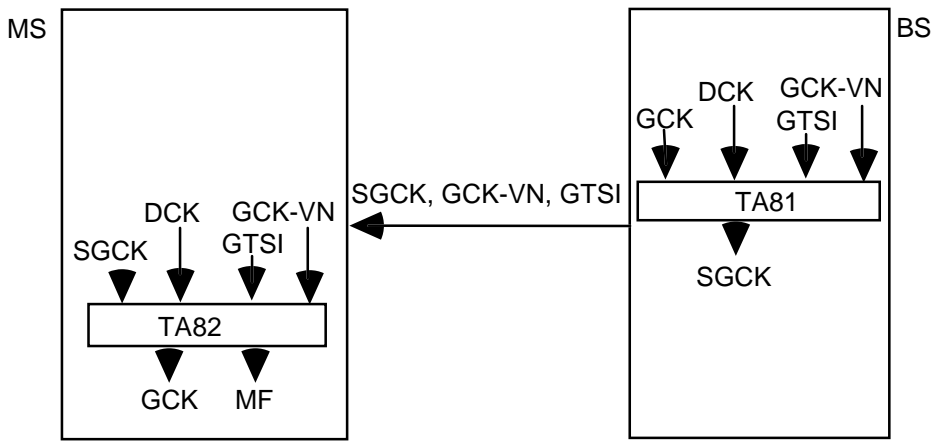 MS
BS
DCK
GCK-VN
GCK
GTSI
TA81
SGCK
SGCK, GCK-VN, GTSI
DCK
GCK-VN
SGCK
GTSI
TA82
GCK
MF